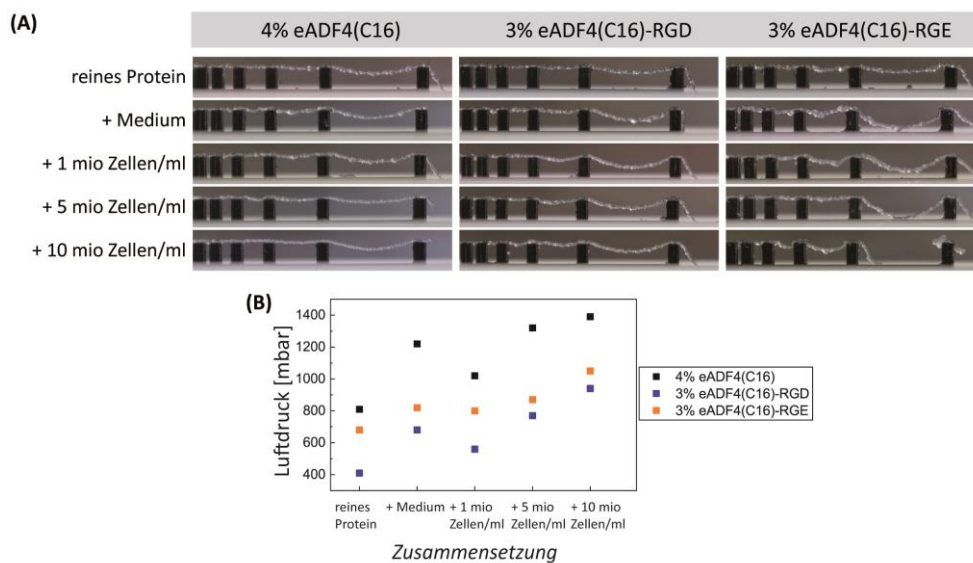 (A)
4% eADF4(C16) 3% eADF4(C16)-RGD 3% eADF4(C16)-RGE
reines Protein
+ Medium
+ 1 mio Zellen/ml
+ 5 mio Zellen/ml
+ 10 mio Zellen/ml
(B)
Luftdruck [mbar]
1400
1200
1000
800
600
400
4% eADF4(C16)
3% eADF4(C16)-RGD
3% eADF4(C16)-RGE
reines + Medium + 1 mio + 5 mio + 10 mio
Protein Zellen/ml Zellen/ml Zellen/ml
Zusammensetzung